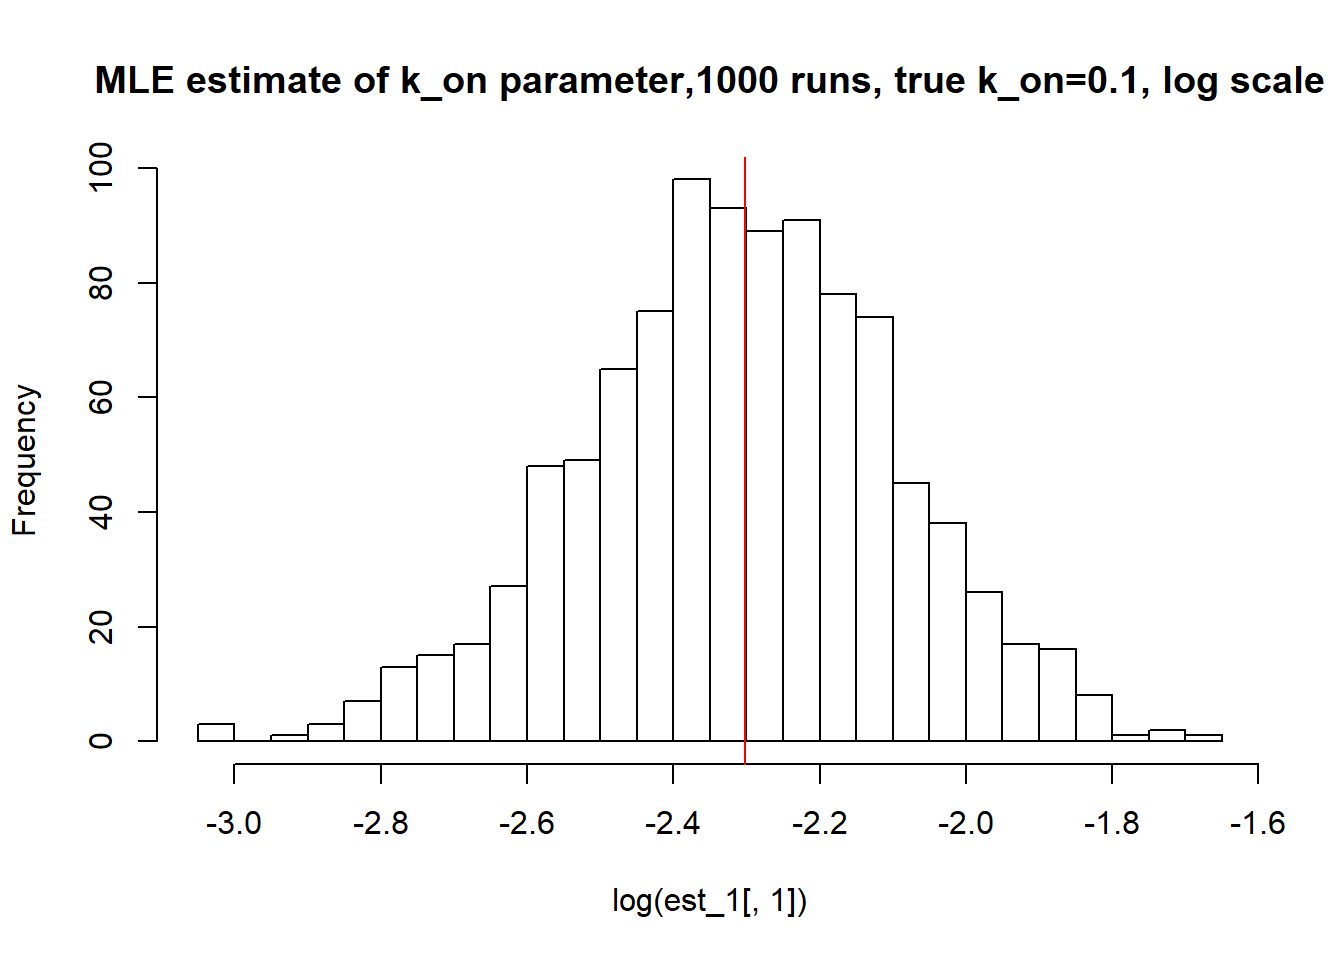 MLE estimate of k_on parameter,1000 runs, true k_on=0.1, log scale
100
80
60
40
20
0
Frequency
-3.0 -2.8 -2.6 -2.4 -2.2 -2.0 -1.8 -1.6
log(est_1[, 1])